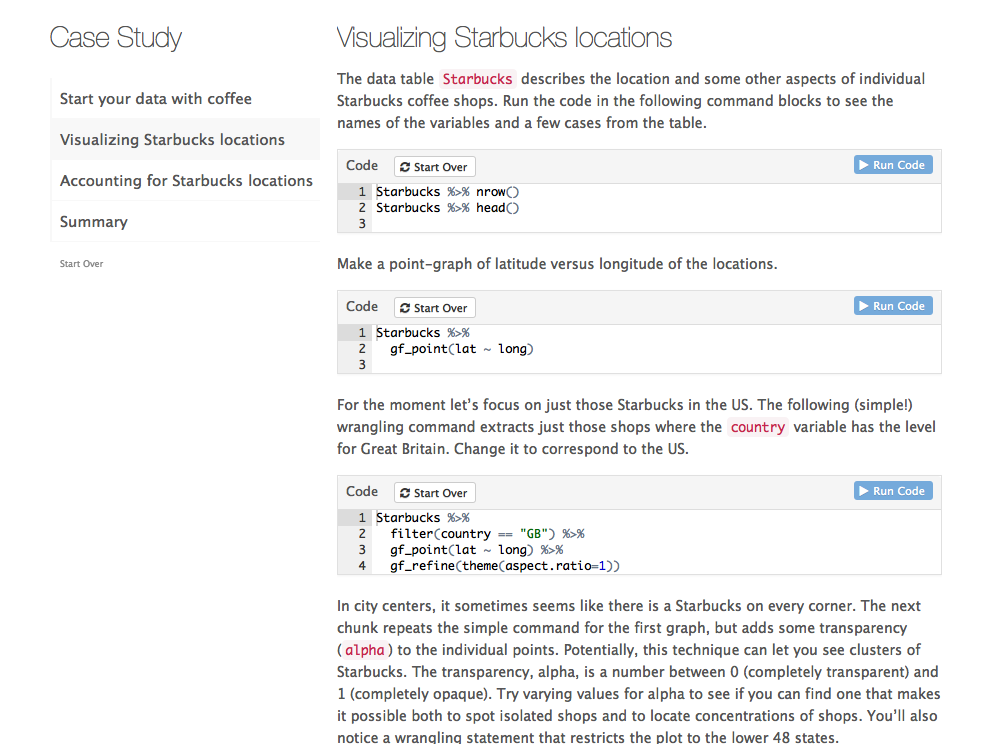 Case Study
Start your data with coffee
Visualizing Starbucks locations
Accounting for Starbucks locations
Summary
Start Over
Visualizing Starbucks locations
The data table Starbucks describes the location and some other aspects of individual
Starbucks coffee shops. Run the code in the following command blocks to see the
names of the variables and a few cases from the table.
Code Start Over Run Code
1 Starbucks %>% nrow()
2 Starbucks %>% head()
3
Make a point-graph of latitude versus longitude of the locations.
Code Start Over Run Code
1 Starbucks %>%
2 gf_point(lat ~ long)
3
For the moment let's focus on just those Starbucks in the US. The following (simple!)
wrangling command extracts just those shops where the country variable has the level
for Great Britain. Change it to correspond to the US.
Code Start Over Run Code
1 Starbucks %>%
2 filter(country == "GB") %>%
3 gf_point(lat ~ long) %>%
4 gf_refine(theme(aspect.ratio=1))
In city centers, it sometimes seems like there is a Starbucks on every corner. The next
chunk repeats the simple command for the first graph, but adds some transparency
(alpha) to the individual points. Potentially, this technique can let you see clusters of
Starbucks. The transparency, alpha, is a number between 0 (completely transparent) and
1 (completely opaque). Try varying values for alpha to see if you can find one that makes
it possible both to spot isolated shops and to locate concentrations of shops. You'll also
notice a wrangling statement that restricts the plot to the lower 48 states.